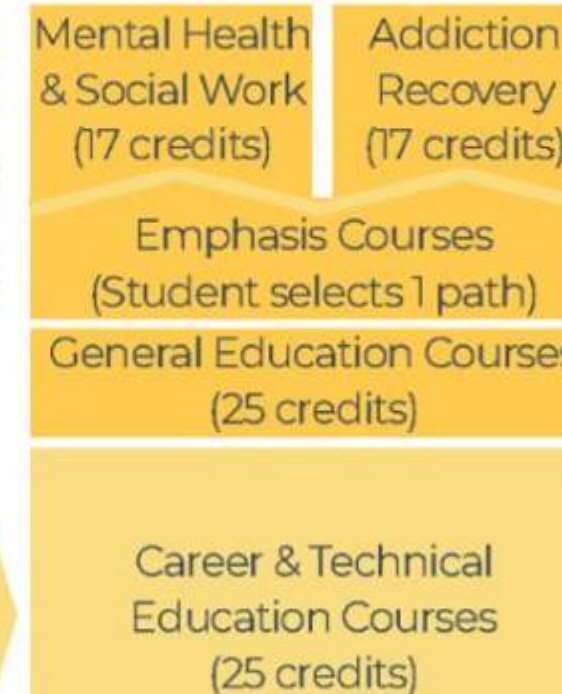 Mental Health
& Social Work
(17 credits)
Addiction
Recovery
(17 credits)
Emphasis Courses
(Student selects 1 path)
General Education Courses
(25 credits)
Career & Technical
Education Courses
(25 credits)